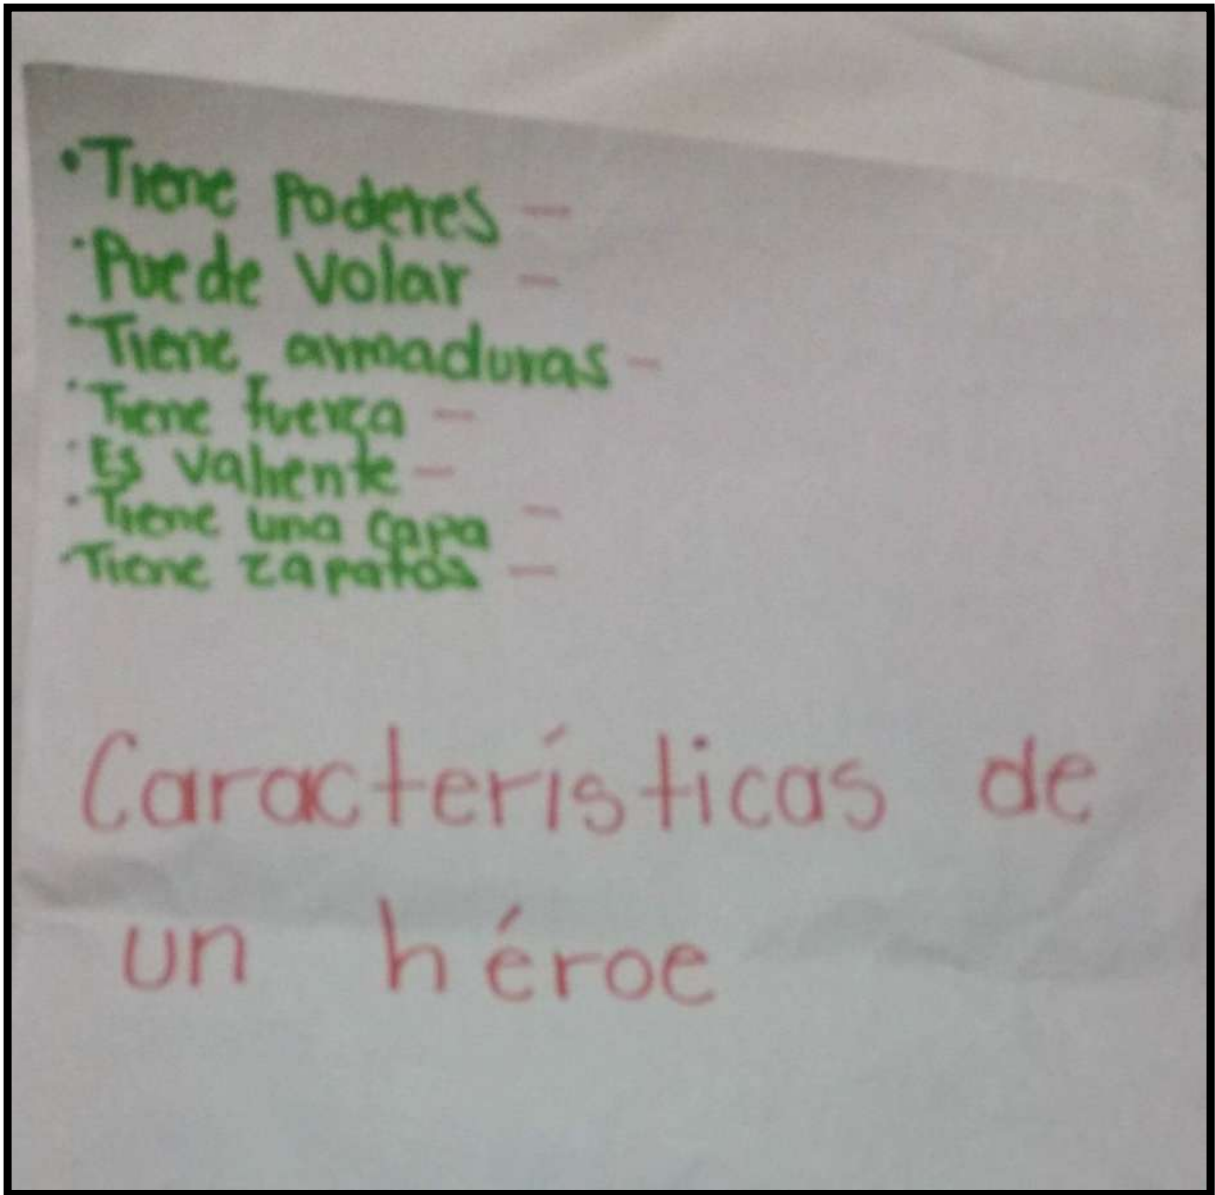 • Tiene poderes -
• Puede volar -
• Tiene armaduras -
• Tiene fuerza -
• Es valiente -
• Tiene una capa -
• Tiene zapatos -
Características de
un héroe